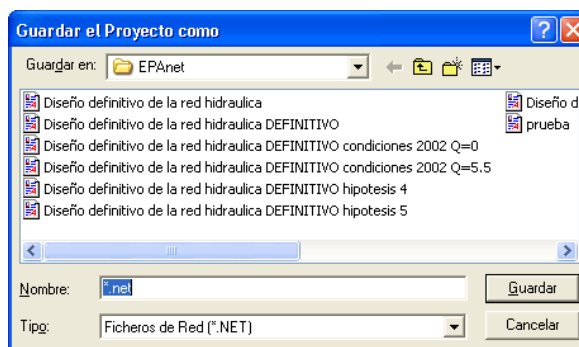 Guardar el Proyecto como
Guardar en: EPAnet
Diseño definitivo de la red hidraulica
Diseño definitivo de la red hidraulica DEFINITIVO
Diseño definitivo de la red hidraulica DEFINITIVO condiciones 2002 Q=0
Diseño definitivo de la red hidraulica DEFINITIVO condiciones 2002 Q=5.5
Diseño definitivo de la red hidraulica DEFINITIVO hipotesis 4
Diseño definitivo de la red hidraulica DEFINITIVO hipotesis 5
Diseño d
prueba
Nombre: *.net
Guardar
Tipo: Ficheros de Red (*.NET)
Cancelar